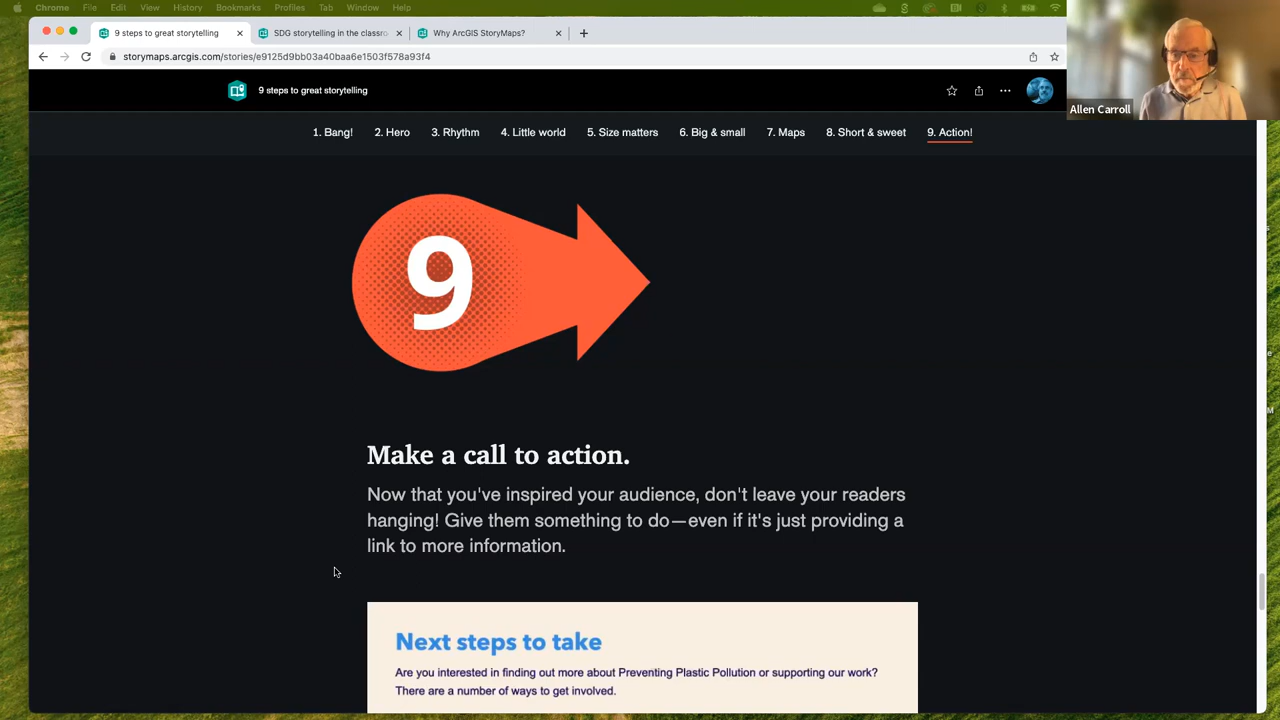 Chrome File Edit View History Bookmarks Profiles Tab Window Help
9 steps to great storytelling
SDG storytelling in the classro
Why ArcGIS StoryMaps?
storymaps.arcgis.com/stories/e9125d9bb03a40baa6e1503f578a93f4
9 steps to great storytelling
Allen Carroll
1. Bang! 2. Hero 3. Rhythm 4. Little world 5. Size matters 6. Big & small 7. Maps 8. Short & sweet 9. Action!
9
Make a call to action.
Now that you've inspired your audience, don't leave your readers
hanging! Give them something to do—even if it's just providing a
link to more information.
Next steps to take
Are you interested in finding out more about Preventing Plastic Pollution or supporting our work?
There are a number of ways to get involved.